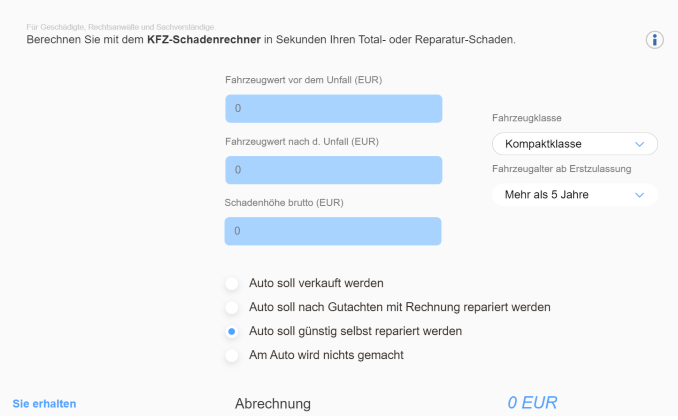 Für Geschädigte, Rechtsanwälte und Sachverständige.
Berechnen Sie mit dem KFZ-Schadenrechner in Sekunden Ihren Total- oder Reparatur-Schaden.
Fahrzeugwert vor dem Unfall (EUR)
0
Fahrzeugwert nach d. Unfall (EUR)
0
Schadenhöhe brutto (EUR)
0
Fahrzeugklasse
Kompaktklasse
Fahrzeugalter ab Erstzulassung
Mehr als 5 Jahre
Auto soll verkauft werden
Auto soll nach Gutachten mit Rechnung repariert werden
Auto soll günstig selbst repariert werden
Am Auto wird nichts gemacht
Sie erhalten Abrechnung 0 EUR